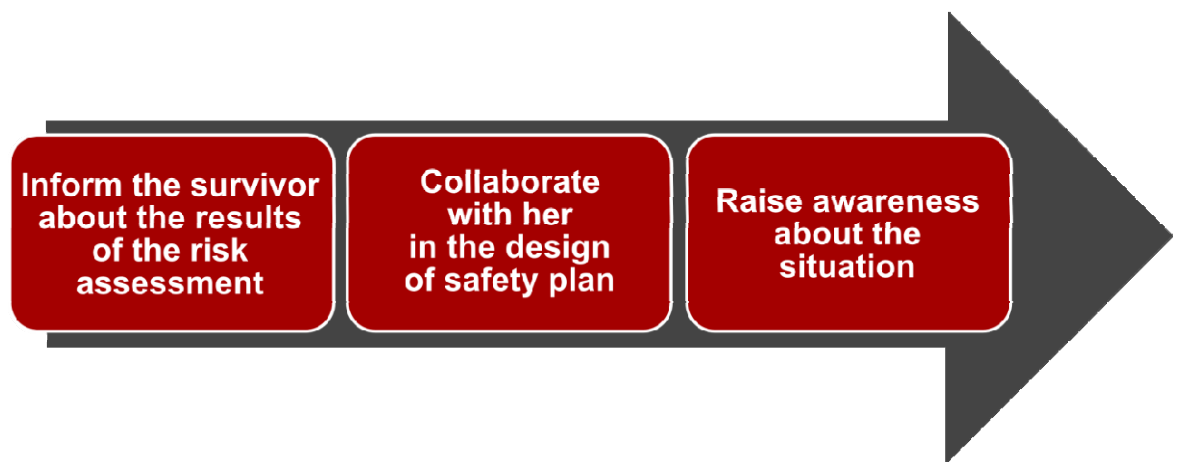 Inform the survivor
about the results
of the risk
assessment
Collaborate
with her
in the design
of safety plan
Raise awareness
about the
situation